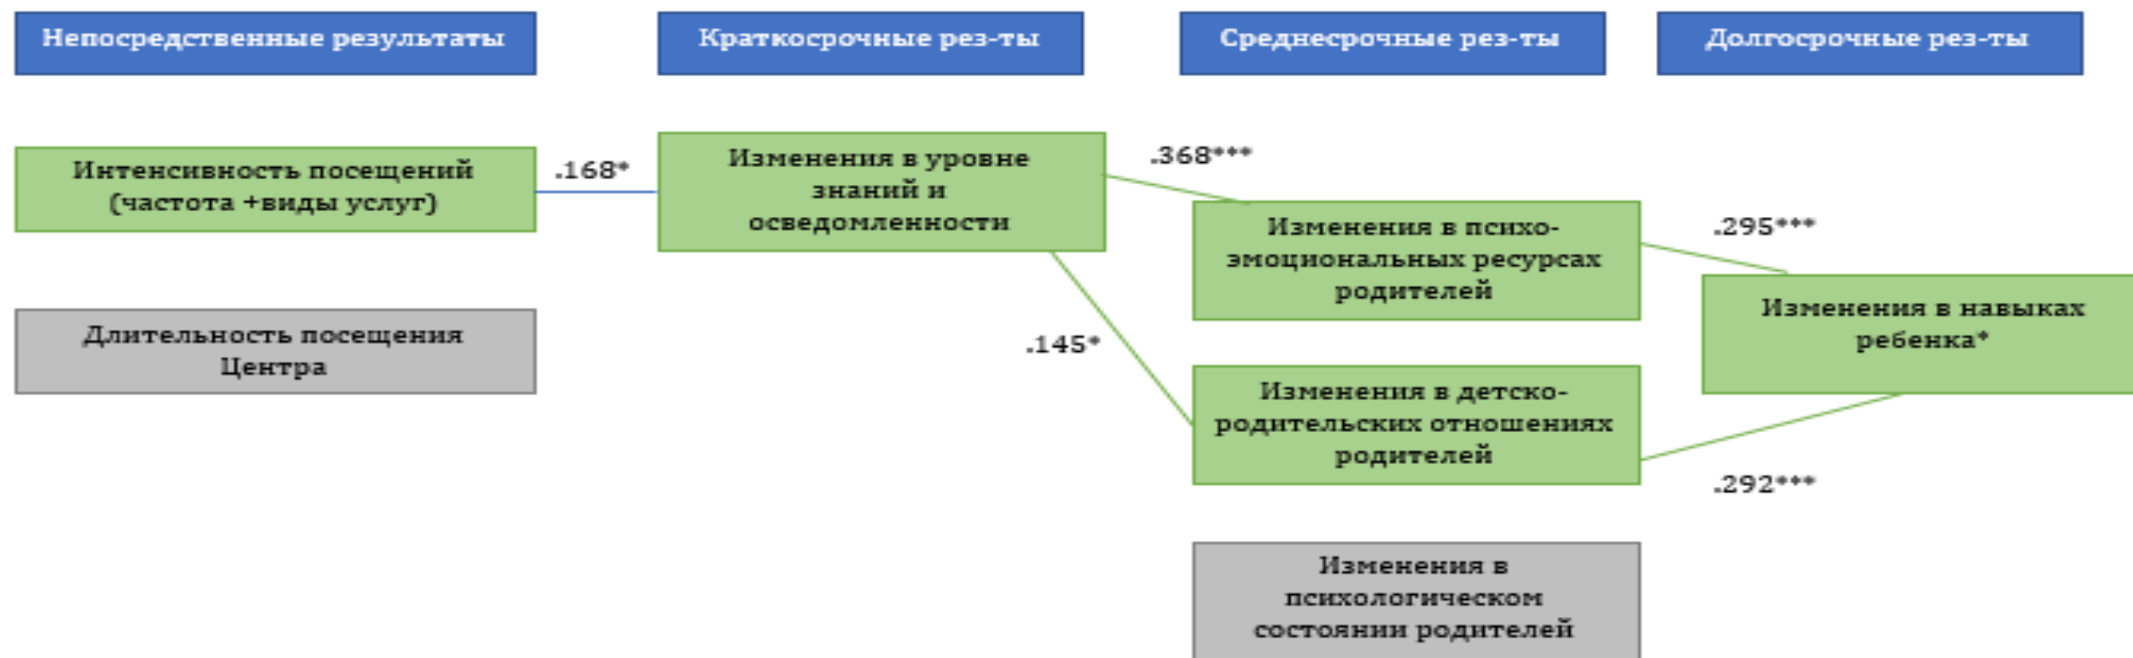 Непосредственные результаты
Краткосрочные рез-ты
Среднесрочные рез-ты
Долгосрочные рез-ты
Интенсивность посещений
(частота +виды услуг)
.168*
Изменения в уровне
знаний и
осведомленности
.368***
Изменения в психо-
эмоциональных ресурсах
родителей
.295***
Изменения в навыках
ребенка*
Длительность посещения
Центра
.145*
Изменения в детско-
родительских отношениях
родителей
.292***
Изменения в
психологическом
состоянии родителей